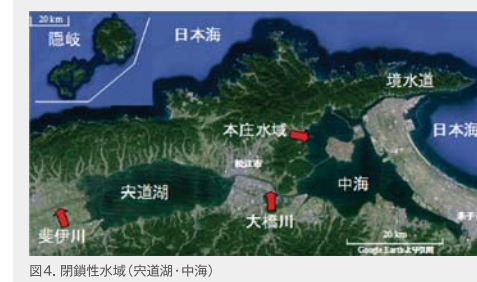 20 km
隠岐
日本海
境水道
本庄水域
日本海
松江市
宍道湖
中海
斐伊川
大橋川
20 km
Google Earthより引用
図4. 閉鎖性水域(宍道湖・中海)